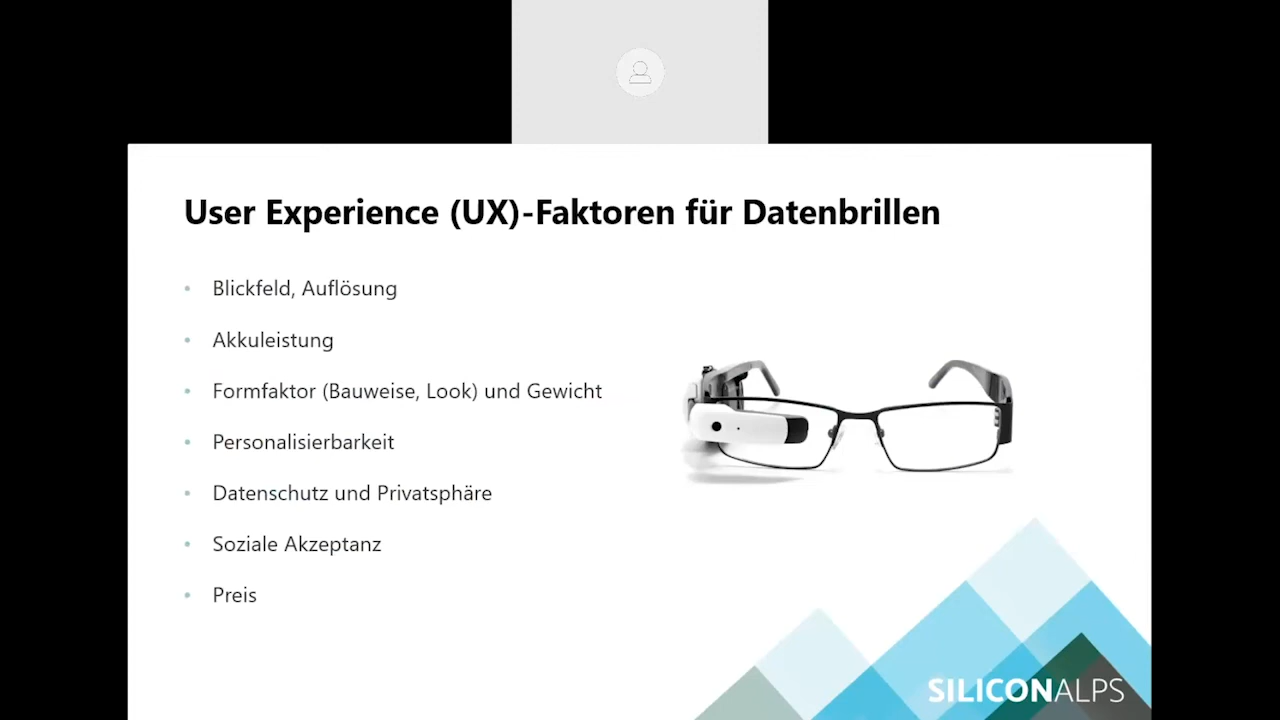 User Experience (UX)-Faktoren für Datenbrillen
Blickfeld, Auflösung
Akkuleistung
Formfaktor (Bauweise, Look) und Gewicht
Personalisierbarkeit
Datenschutz und Privatsphäre
Soziale Akzeptanz
Preis
SILICONALPS